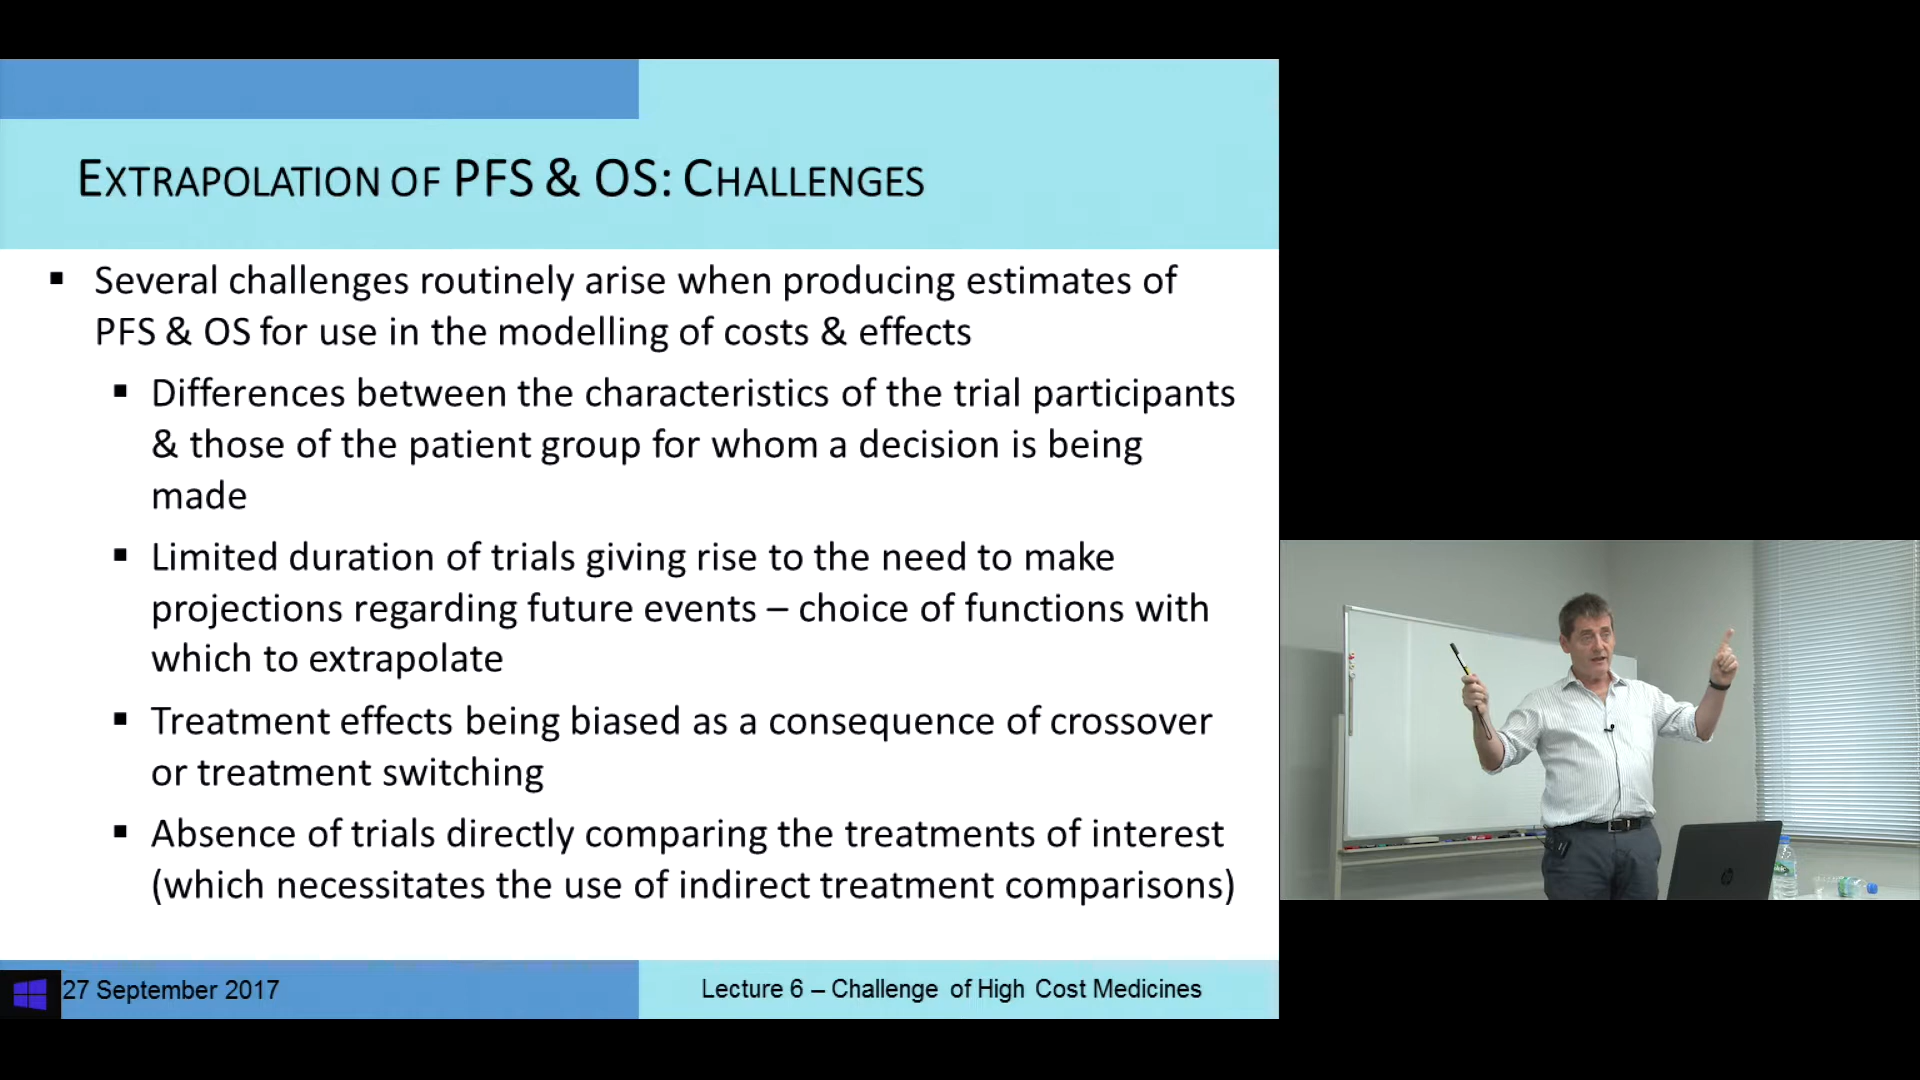 EXTRAPOLATION OF PFS & OS: CHALLENGES
▪ Several challenges routinely arise when producing estimates of
PFS & OS for use in the modelling of costs & effects
▪ Differences between the characteristics of the trial participants
& those of the patient group for whom a decision is being
made
▪ Limited duration of trials giving rise to the need to make
projections regarding future events – choice of functions with
which to extrapolate
▪ Treatment effects being biased as a consequence of crossover
or treatment switching
▪ Absence of trials directly comparing the treatments of interest
(which necessitates the use of indirect treatment comparisons)
27 September 2017
Lecture 6 – Challenge of High Cost Medicines